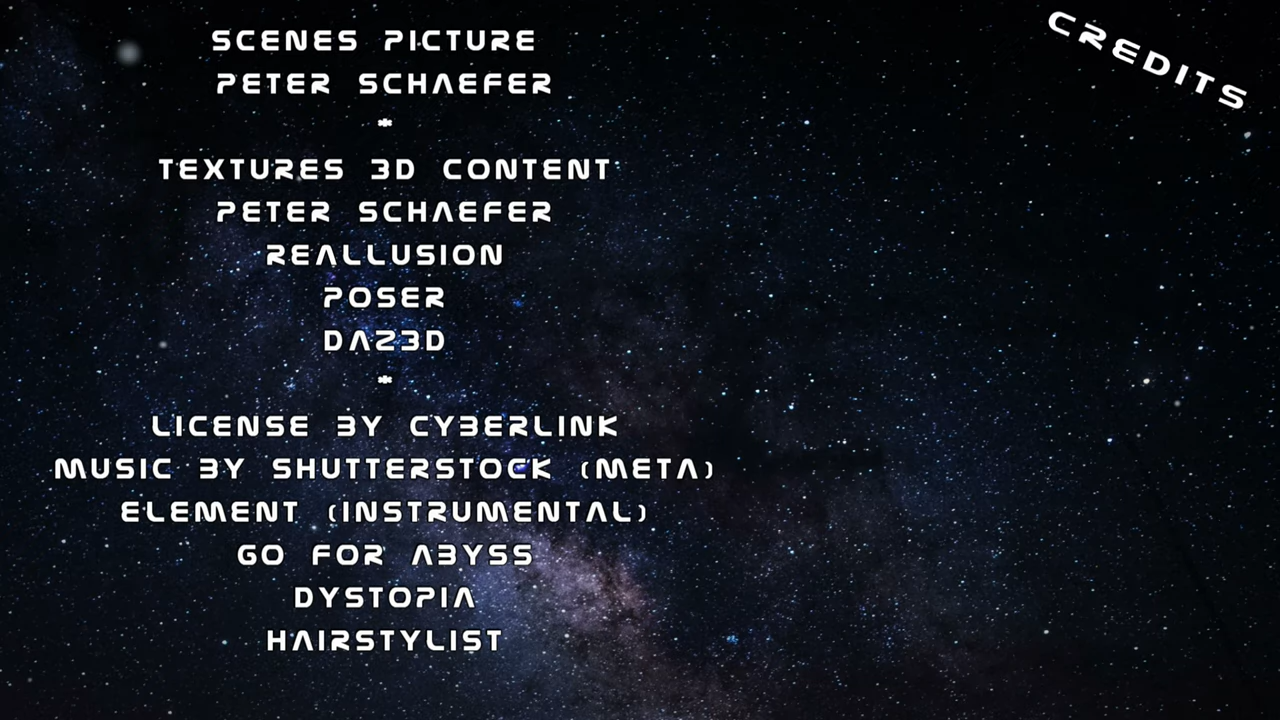 CREDITS
SCENES PICTURE
PETER SCHAEFER
*
TEXTURES 3D CONTENT
PETER SCHAEFER
REALLUSION
POSER
DAZ3D
*
LICENSE BY CYBERLINK
MUSIC BY SHUTTERSTOCK (META)
ELEMENT (INSTRUMENTAL)
GO FOR ABYSS
DYSTOPIA
HAIRSTYLIST